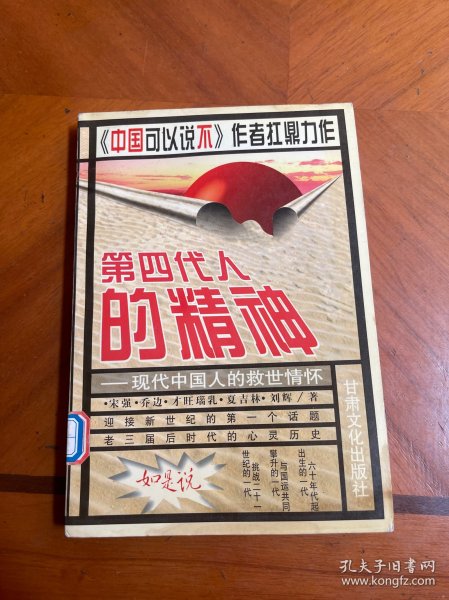 《中国可以说不》作者扛鼎力作
第四代人
的精神
——现代中国人的救世情怀
·宋强·乔边·才旺瑙乳·夏吉林·刘辉／著
迎接新世纪的第一个话题
老三届后时代的心灵历史
甘肃文化出版社
如是说
六十年代起
出生的一代
与国运共同
攀升的一代
挑战二十一
世纪的一代
孔夫子旧书网
www.kongfz.com